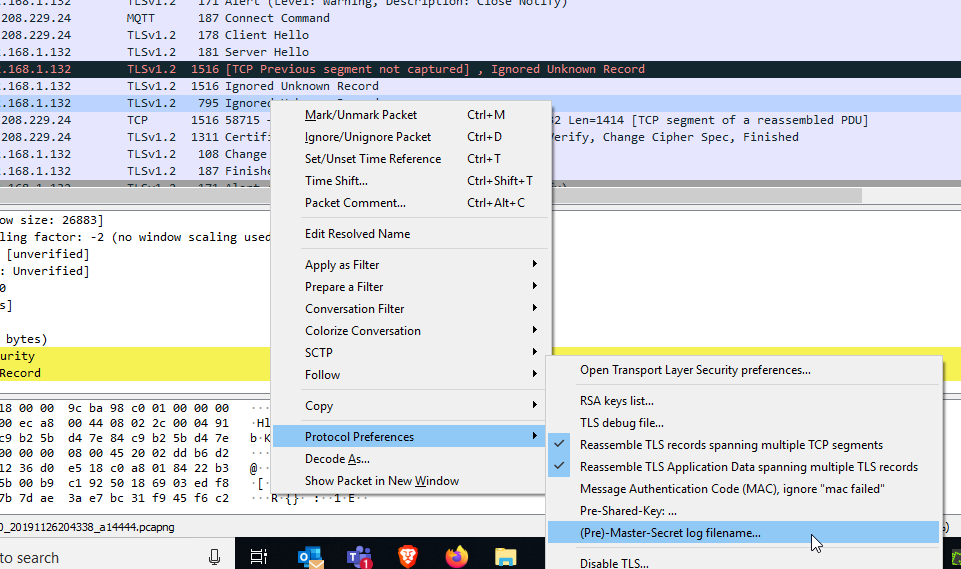 .168.1.132 TLSv1.2 171 Alert (Level: Warning, Description: Close Notify)
208.229.24 MQTT 187 Connect Command
208.229.24 TLSv1.2 178 Client Hello
.168.1.132 TLSv1.2 181 Server Hello
.168.1.132 TLSv1.2 1516 [TCP Previous segment not captured] , Ignored Unknown Record
.168.1.132 TLSv1.2 1516 Ignored Unknown Record
.168.1.132 TLSv1.2 795 Ignored
208.229.24 TCP 1516 58715 2 Len=1414 [TCP segment of a reassembled PDU]
208.229.24 TLSv1.2 1311 Certifi erify, Change Cipher Spec, Finished
.168.1.132 TLSv1.2 108 Change
.168.1.132 TLSv1.2 187 Finishe
.168.1.132 TLSv1.2 171 Alert
Mark/Unmark Packet Ctrl+M
Ignore/Unignore Packet Ctrl+D
Set/Unset Time Reference Ctrl+T
Time Shift... Ctrl+Shift+T
Packet Comment... Ctrl+Alt+C
Edit Resolved Name
Apply as Filter
Prepare a Filter
Conversation Filter
Colorize Conversation
SCTP
Follow
Copy
Protocol Preferences
Decode As...
Show Packet in New Window
Open Transport Layer Security preferences...
RSA keys list...
TLS debug file...
Reassemble TLS records spanning multiple TCP segments
Reassemble TLS Application Data spanning multiple TLS records
Message Authentication Code (MAC), ignore "mac failed"
Pre-Shared-Key: ...
(Pre)-Master-Secret log filename...
Disable TLS...
ow size: 26883]
ling factor: -2 (no window scaling used
[unverified]
: Unverified]
0
s]
bytes)
urity
Record
18 00 00 9c ba 98 c0 01 00 00 00
00 ec a8 00 44 08 02 2c 00 04 91 ·Hl
c9 b2 5b d4 7e 84 c9 b2 5b d4 7e b·K
00 00 00 08 00 45 20 02 dd b6 d2
12 36 d0 e5 18 c0 a8 01 84 22 b3 @··
5b 00 b9 c1 92 50 18 69 03 ed f8 ·[·
7b 7d ae 3a e7 bc 31 f9 45 f6 c2 ···R·{}· :··1·E··
0_20191126204338_a14444.pcapng
to search
1